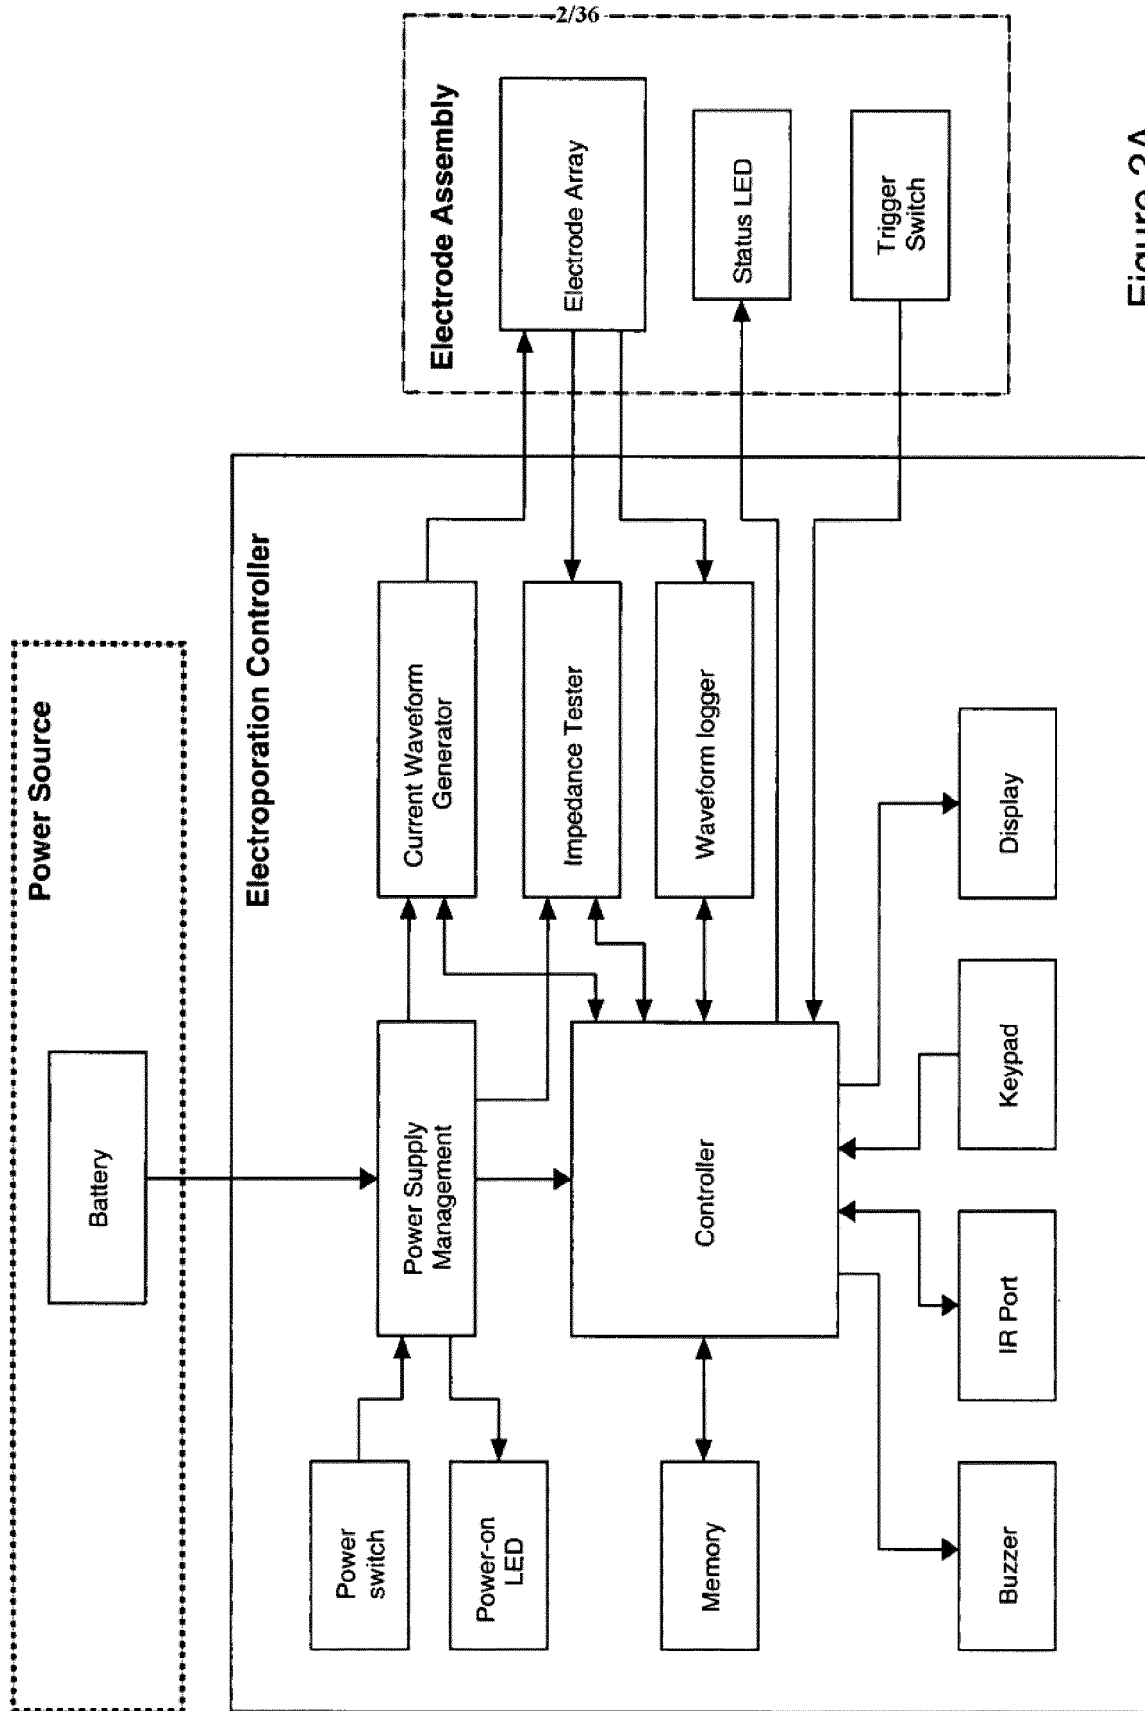 2/36
Power Source
Battery
Electroporation Controller
Power
switch
Power-on
LED
Power Supply
Management
Current Waveform
Generator
Impedance Tester
Waveform logger
Memory
Controller
Buzzer
IR Port
Keypad
Display
Electrode Assembly
Electrode Array
Status LED
Trigger
Switch
Figure